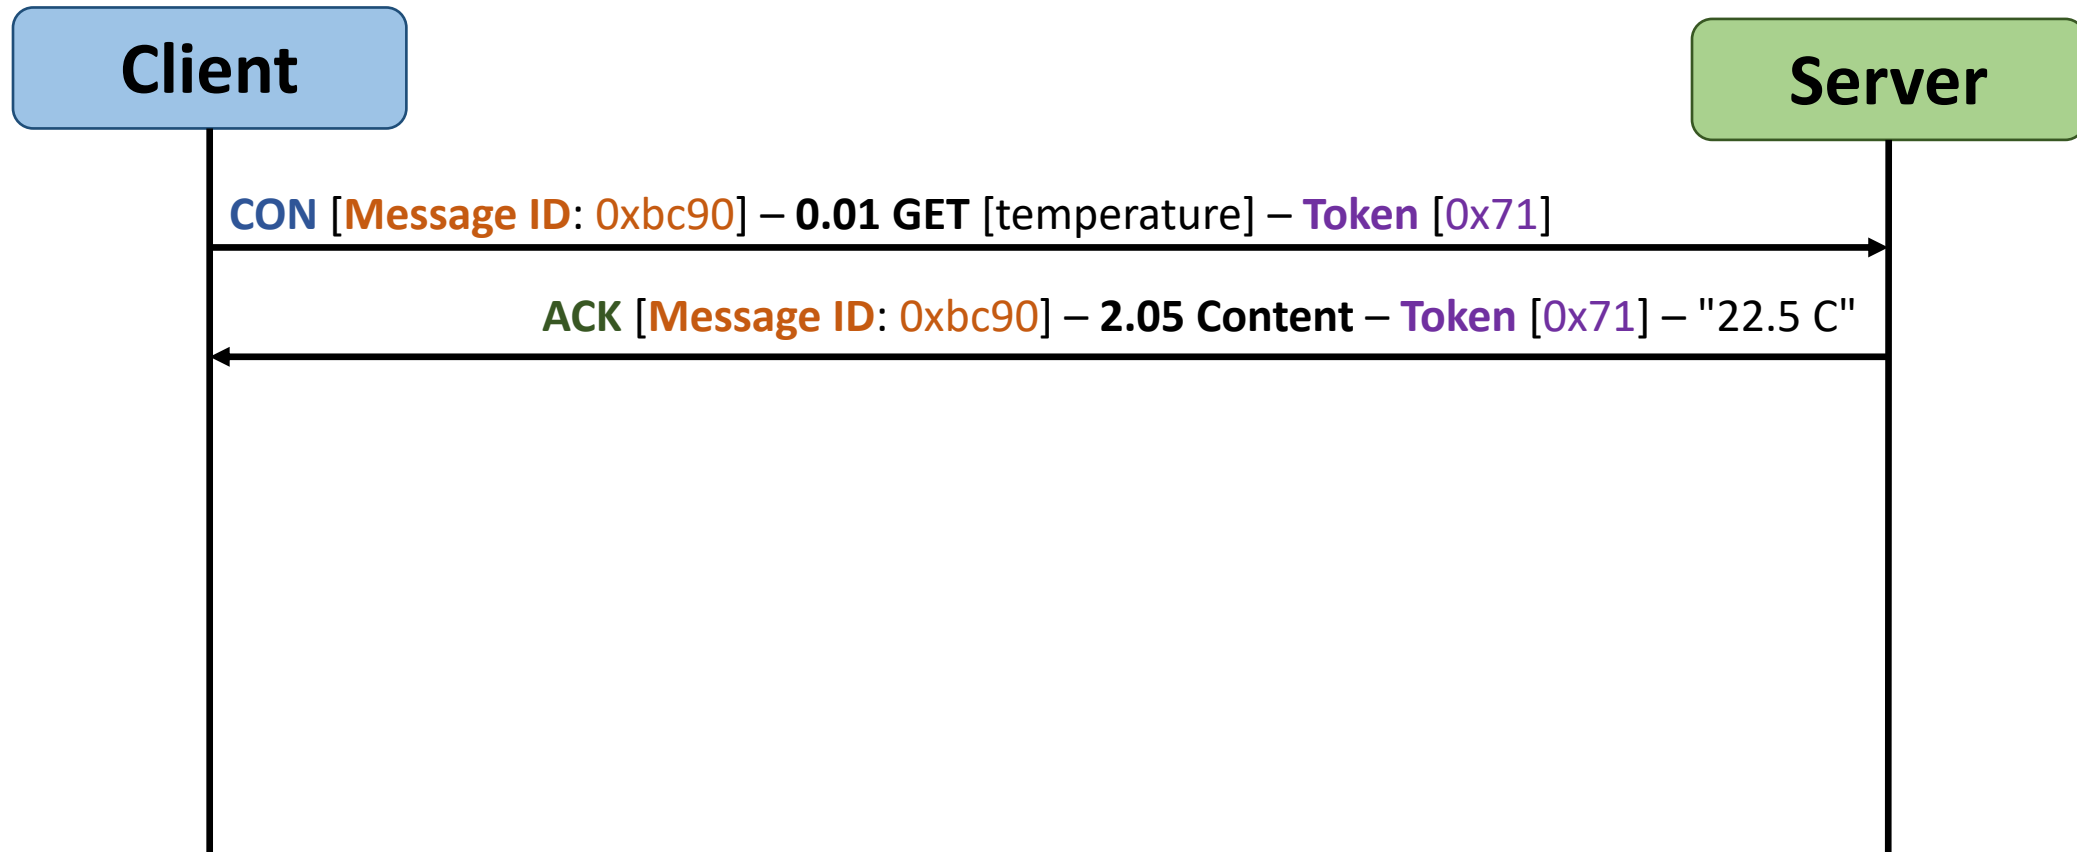 Client
Server
CON [Message ID: 0xbc90] – 0.01 GET [temperature] – Token [0x71]
ACK [Message ID: 0xbc90] – 2.05 Content – Token [0x71] – "22.5 C"